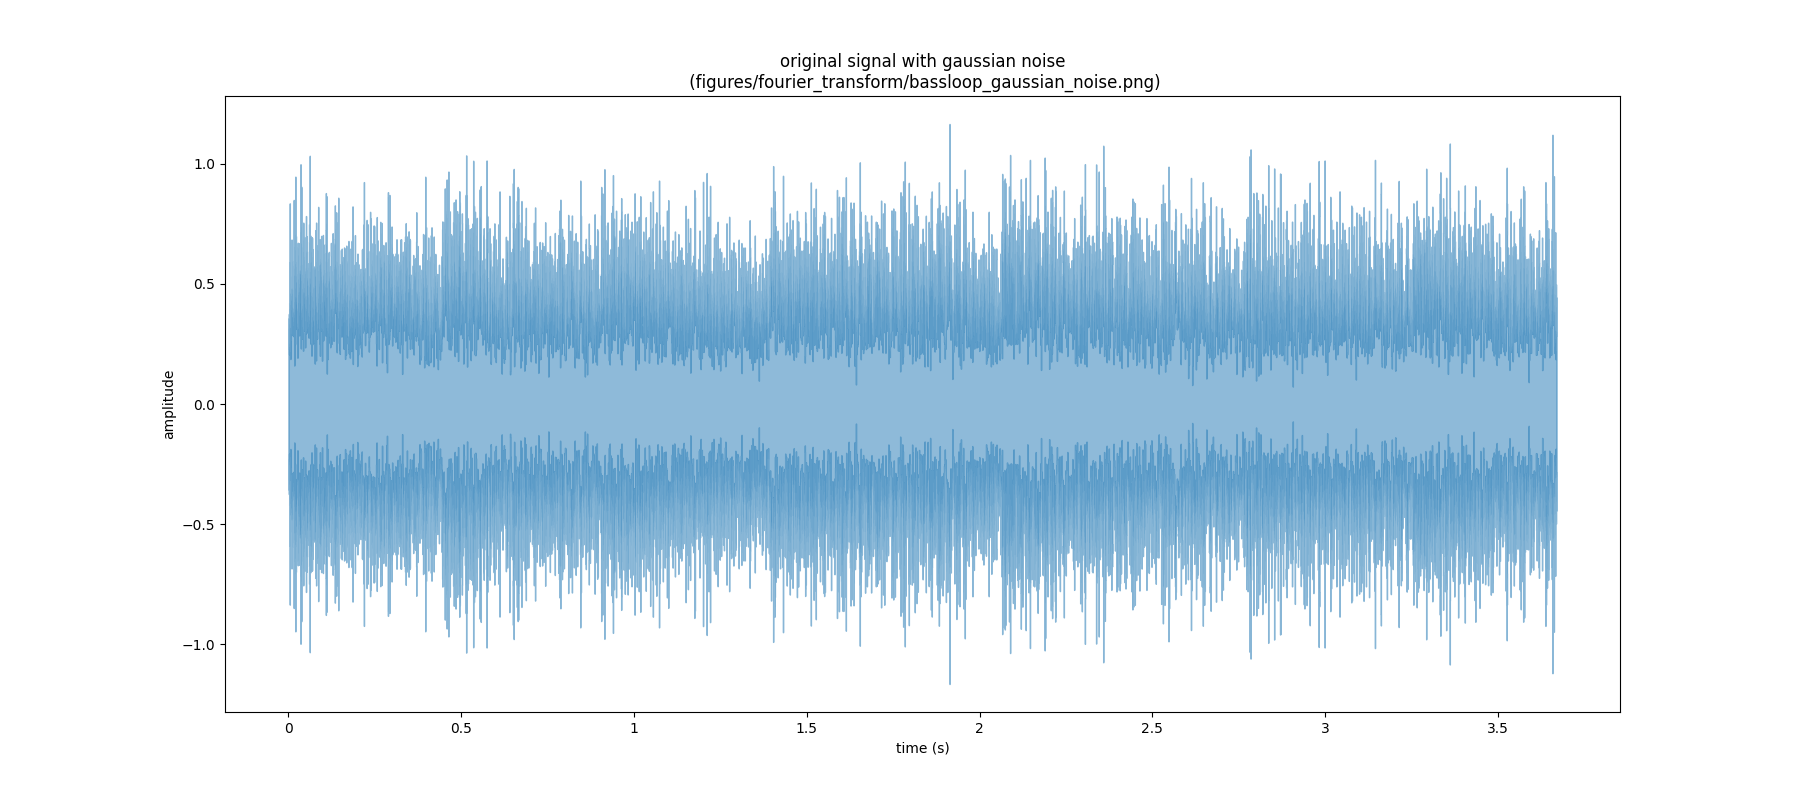 original signal with gaussian noise
(figures/fourier_transform/bassloop_gaussian_noise.png)
1.0
0.5
0.0
−0.5
−1.0
amplitude
0 0.5 1 1.5 2 2.5 3 3.5
time (s)